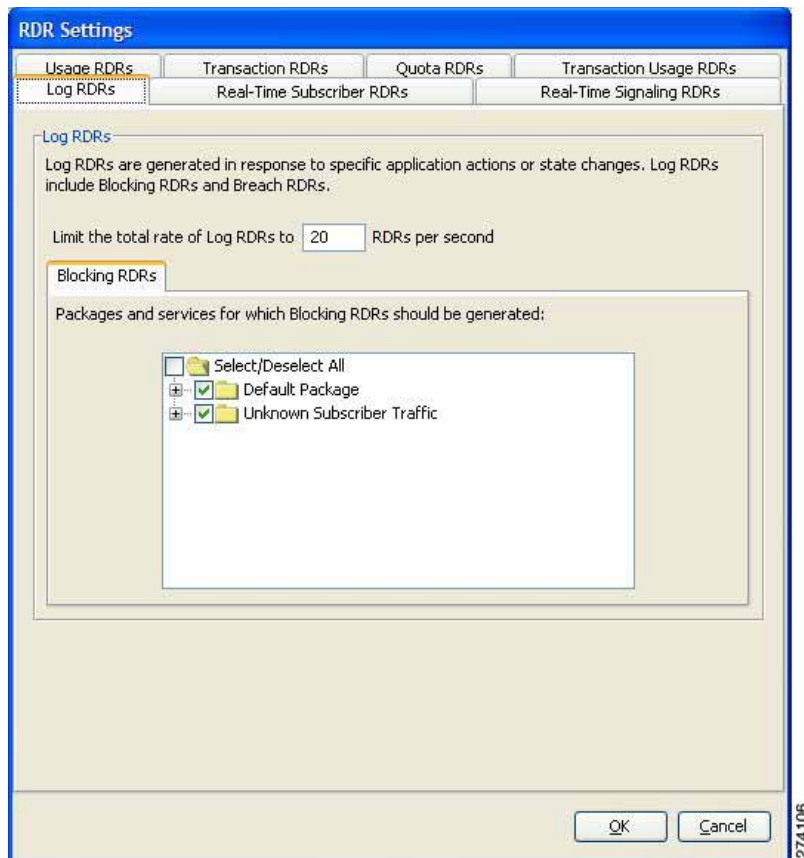 RDR Settings
Usage RDRs
Transaction RDRs
Quota RDRs
Transaction Usage RDRs
Log RDRs
Real-Time Subscriber RDRs
Real-Time Signaling RDRs
Log RDRs
Log RDRs are generated in response to specific application actions or state changes. Log RDRs
include Blocking RDRs and Breach RDRs.
Limit the total rate of Log RDRs to 20 RDRs per second
Blocking RDRs
Packages and services for which Blocking RDRs should be generated:
Select/Deselect All
Default Package
Unknown Subscriber Traffic
OK
Cancel
274106